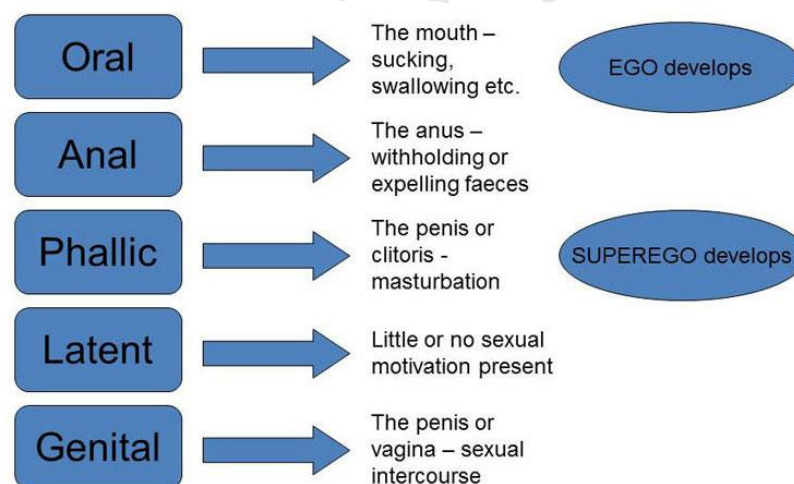 Oral
The mouth –
sucking,
swallowing etc.
EGO develops
Anal
The anus –
withholding or
expelling faeces
Phallic
The penis or
clitoris -
masturbation
SUPEREGO develops
Latent
Little or no sexual
motivation present
Genital
The penis or
vagina – sexual
intercourse